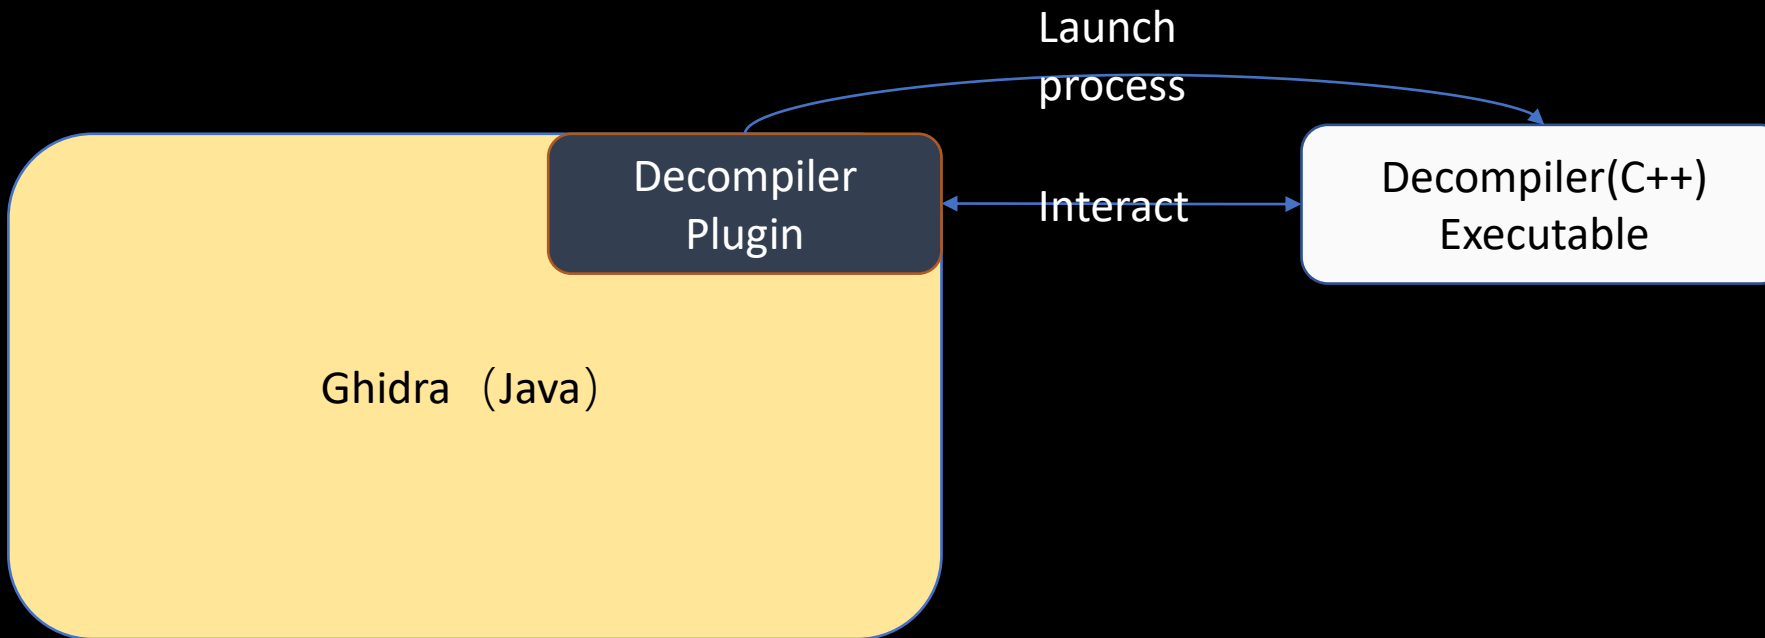 Launch
process
Decompiler
Plugin
Interact
Decompiler(C++)
Executable
Ghidra（Java）